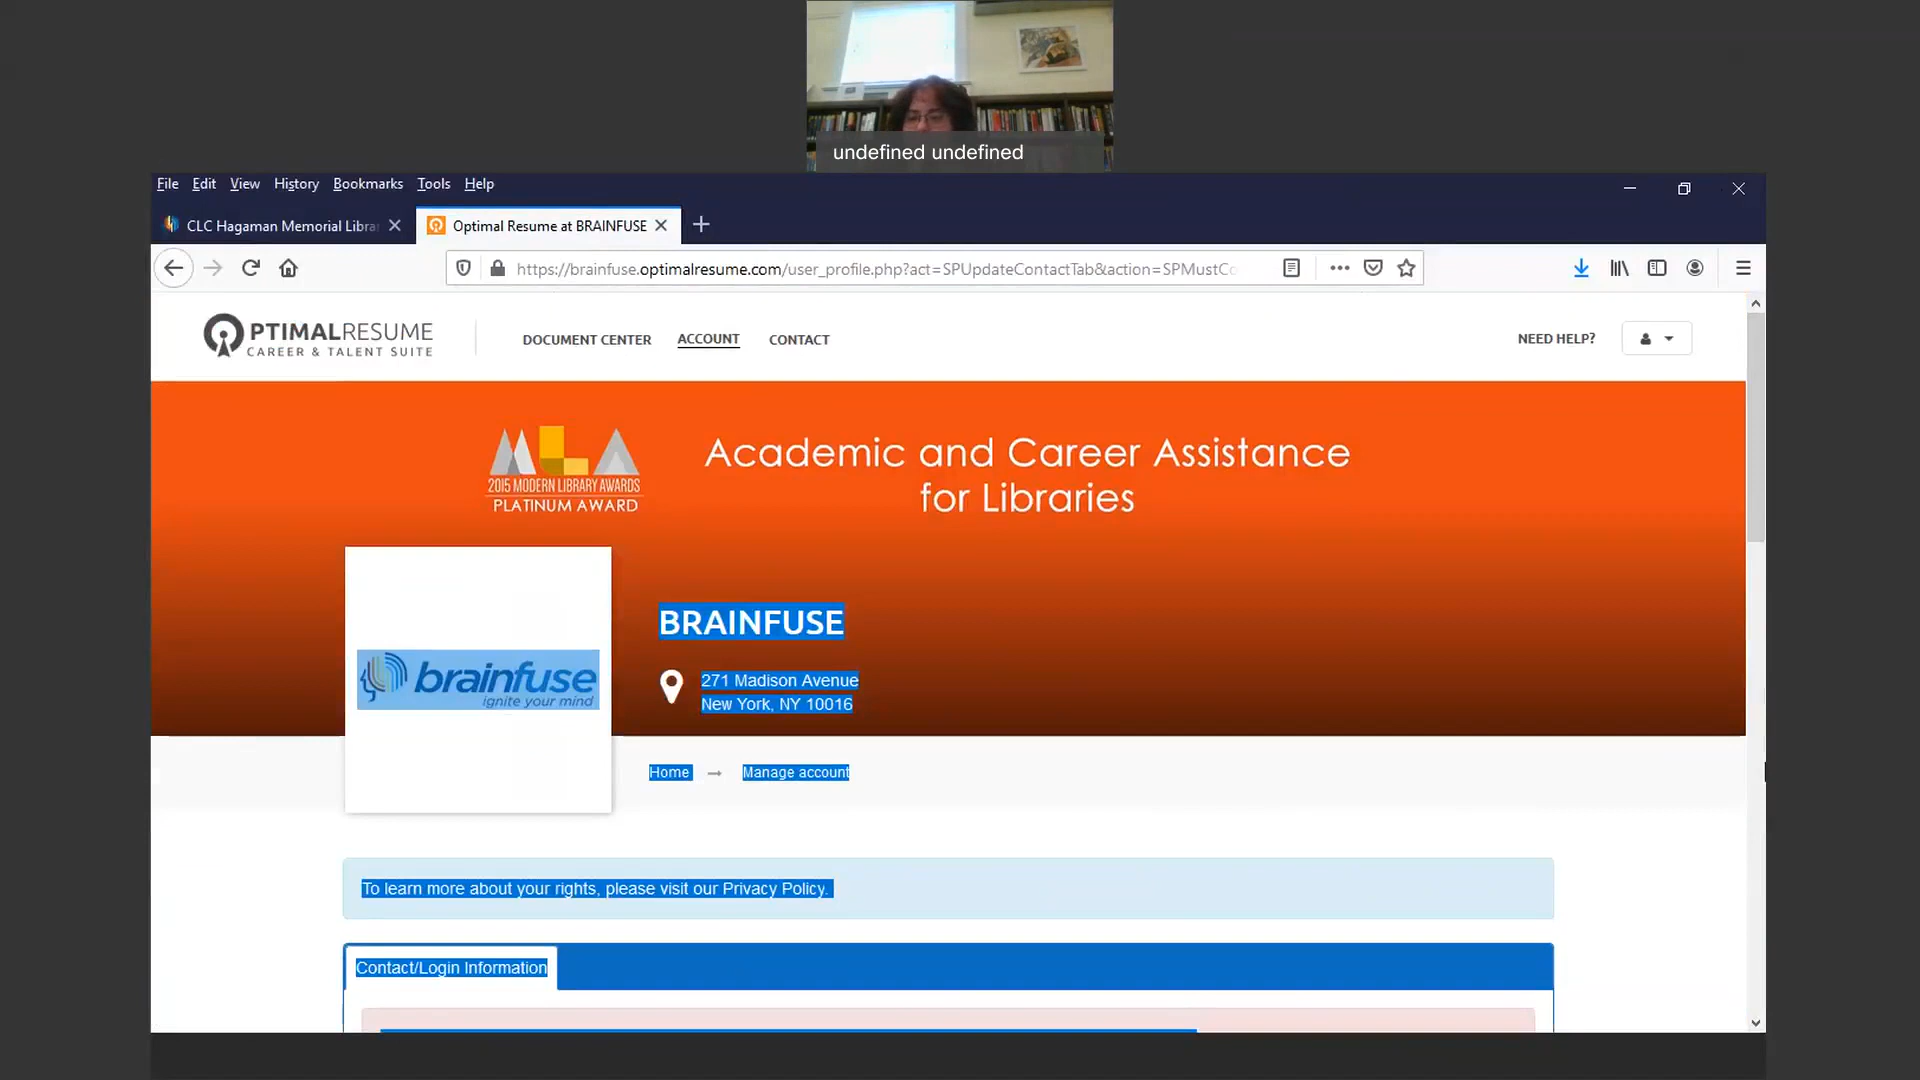 undefined undefined
File Edit View History Bookmarks Tools Help
CLC Hagaman Memorial Libra
Optimal Resume at BRAINFUSE
https://brainfuse.optimalresume.com/user_profile.php?act=SPUpdateContactTab&action=SPMustCo
OPTIMALRESUME
CAREER & TALENT SUITE
DOCUMENT CENTER ACCOUNT CONTACT
NEED HELP?
MLA
2015 MODERN LIBRARY AWARDS
PLATINUM AWARD
Academic and Career Assistance
for Libraries
brainfuse
ignite your mind
BRAINFUSE
271 Madison Avenue
New York, NY 10016
Home → Manage account
To learn more about your rights, please visit our Privacy Policy.
Contact/Login Information